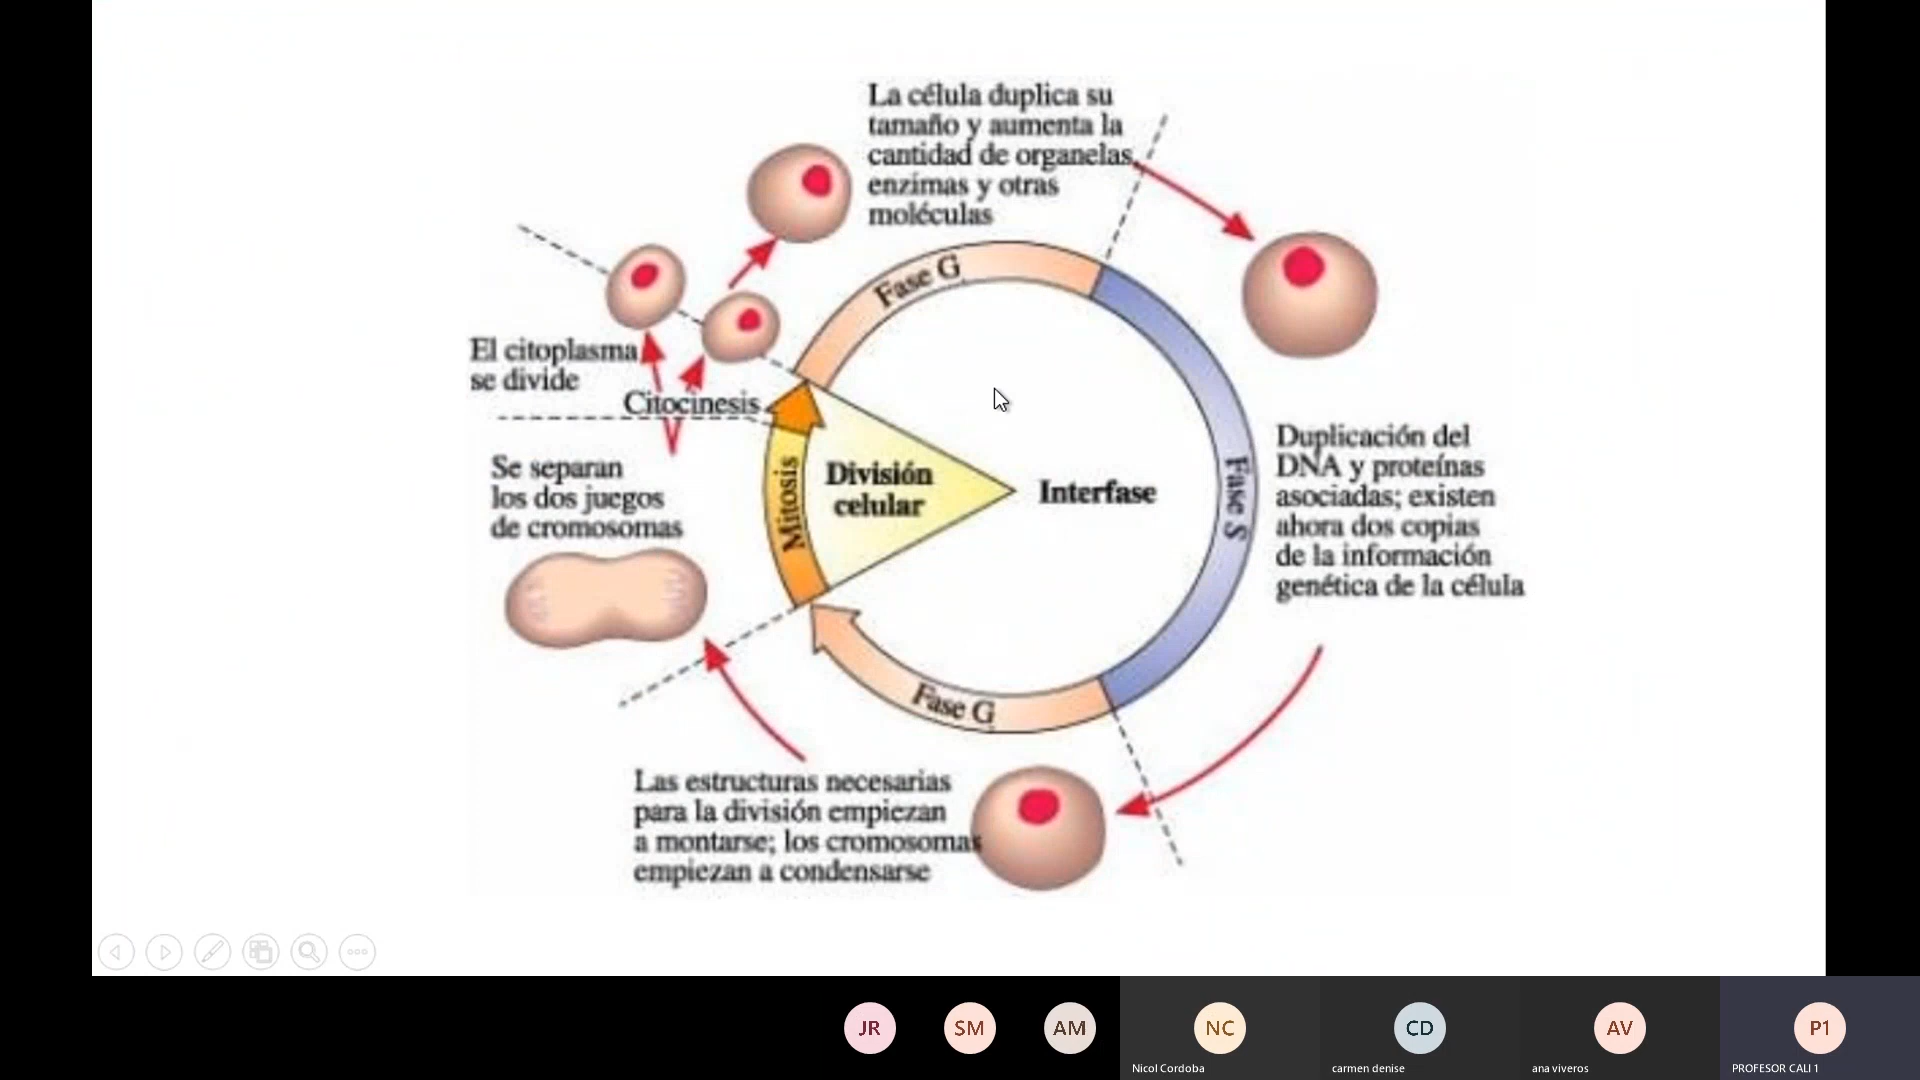 La célula duplica su
tamaño y aumenta la
cantidad de organelas,
enzimas y otras
moléculas
Fase G
El citoplasma
se divide
Citocinesis
Se separan
los dos juegos
de cromosomas
Mitosis
División
celular
Interfase
Fase S
Duplicación del
DNA y proteínas
asociadas; existen
ahora dos copias
de la información
genética de la célula
Fase G
Las estructuras necesarias
para la división empiezan
a montarse; los cromosomas
empiezan a condensarse
JR
SM
AM
NC
CD
AV
P1
Nicol Cordoba
carmen denise
ana viveros
PROFESOR CALI 1